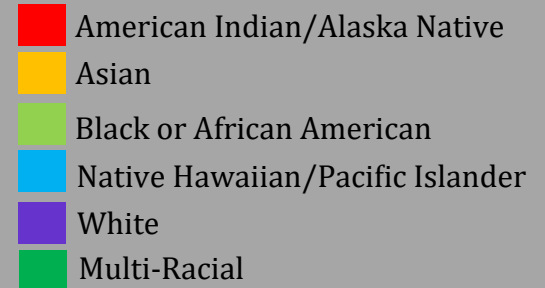 American Indian/Alaska Native
Asian
Black or African American
Native Hawaiian/Pacific Islander
White
Multi-Racial